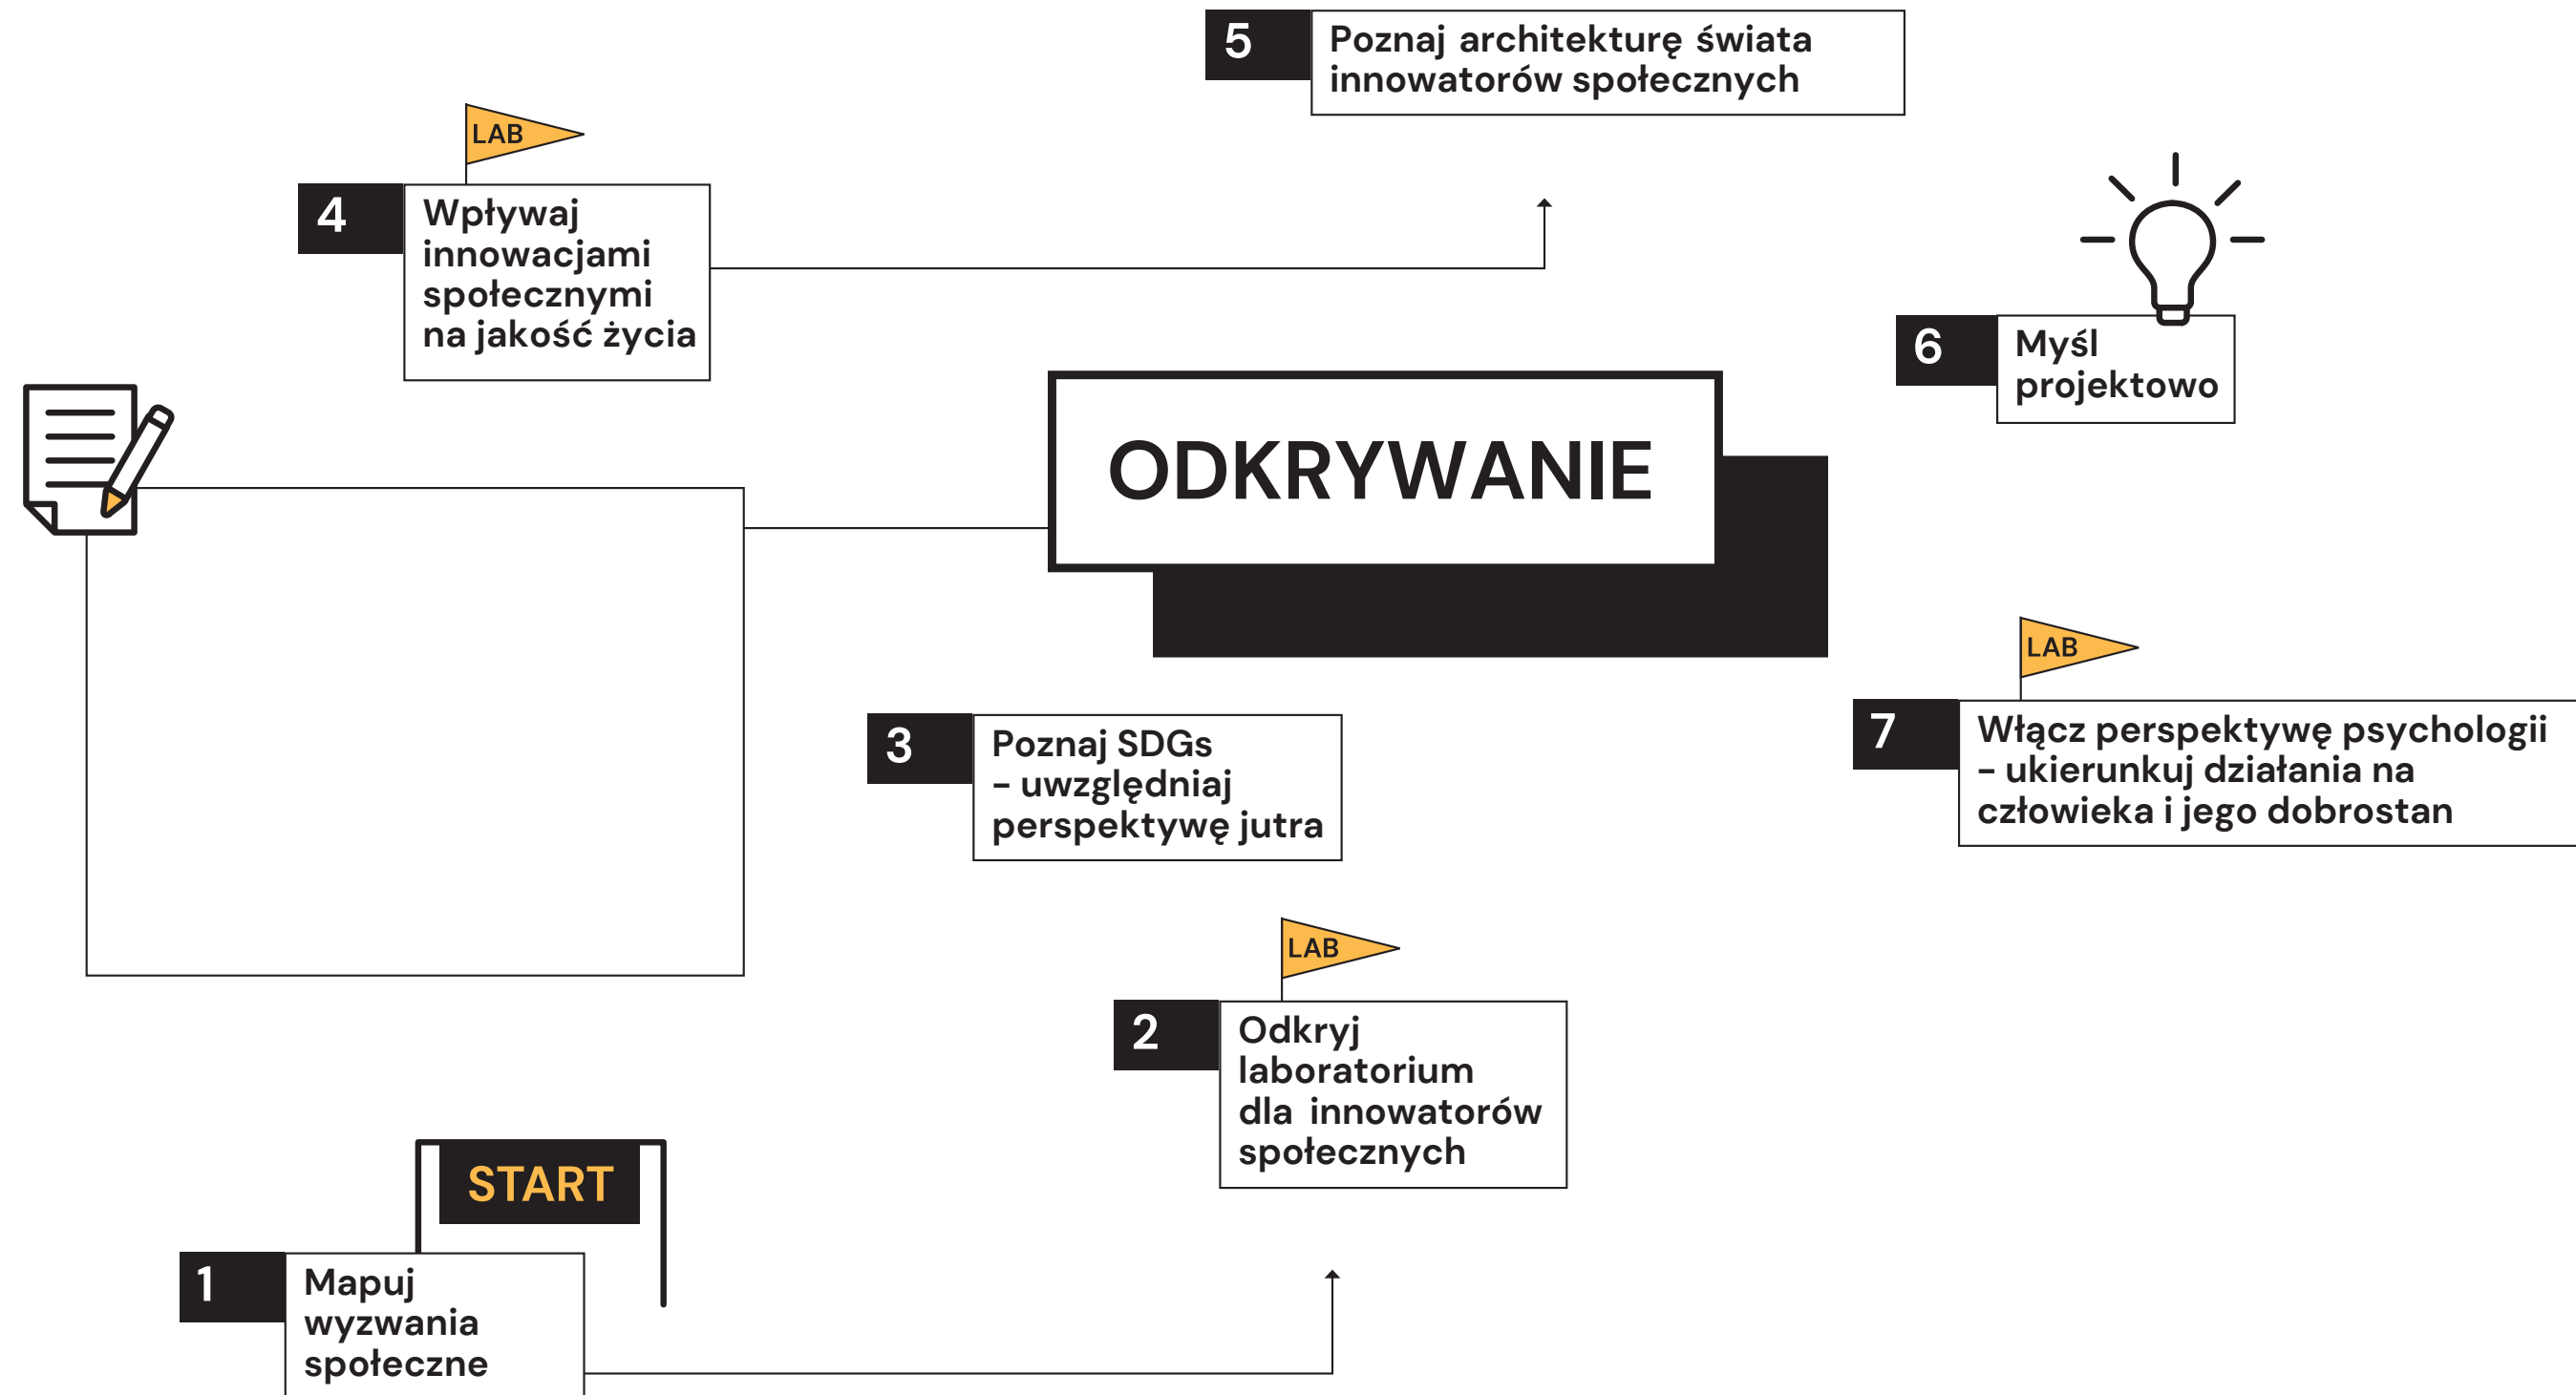 5
Poznaj architekturę świata
innowatorów społecznych
LAB
4
Wpływaj
innowacjami
społecznymi
na jakość życia
6
Myśl
projektowo
ODKRYWANIE
LAB
7
Włącz perspektywę psychologii
– ukierunkuj działania na
człowieka i jego dobrostan
3
Poznaj SDGs
– uwzględniaj
perspektywę jutra
LAB
2
Odkryj
laboratorium
dla innowatorów
społecznych
START
1
Mapuj
wyzwania
społeczne